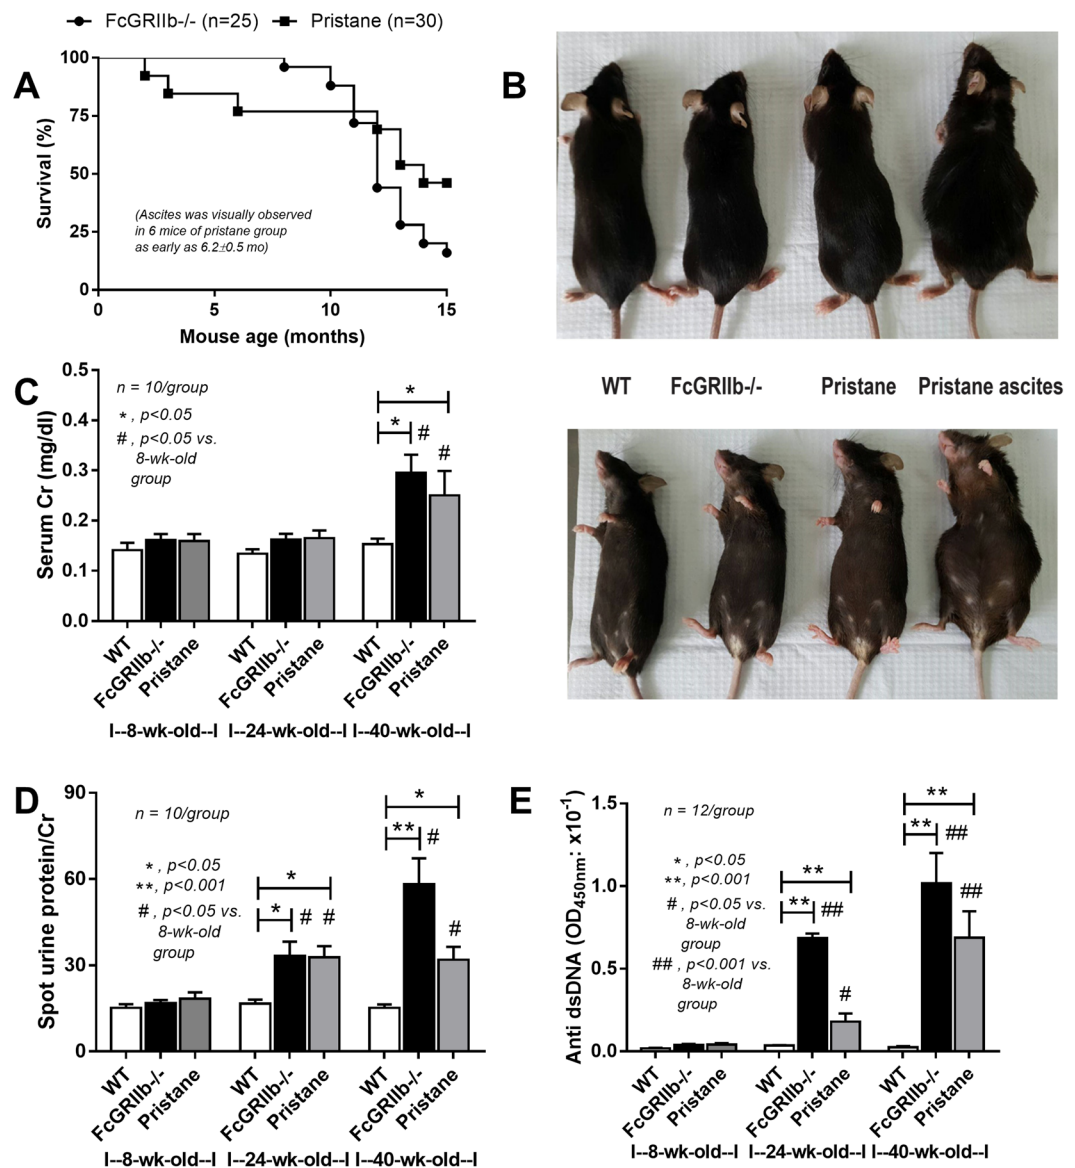 FcGRIIb-/- (n=25) Pristane (n=30)
A
100
75
50
25
0
Survival (%)
(Ascites was visually observed
in 6 mice of pristane group
as early as 6.2±0.5 mo)
0 5 10 15
Mouse age (months)
B
WT FcGRIIb-/- Pristane Pristane ascites
C
0.5
0.4
0.3
0.2
0.1
0.0
Serum Cr (mg/dl)
n = 10/group
* , p<0.05
# , p<0.05 vs.
8-wk-old
group
* #
*
#
WT FcGRIIb-/- Pristane WT FcGRIIb-/- Pristane WT FcGRIIb-/- Pristane
I--8-wk-old--I I--24-wk-old--I I--40-wk-old--I
D
90
60
30
0
Spot urine protein/Cr
n = 10/group
* , p<0.05
**, p<0.001
# , p<0.05 vs.
8-wk-old
group
*
* # #
*
** #
#
WT FcGRIIb-/- Pristane WT FcGRIIb-/- Pristane WT FcGRIIb-/- Pristane
I--8-wk-old--I I--24-wk-old--I I--40-wk-old--I
E
1.5
1.0
0.5
0.0
Anti dsDNA (OD450nm: x10-1)
n = 12/group
* , p<0.05
**, p<0.001
# , p<0.05 vs.
8-wk-old
group
## , p<0.001 vs.
8-wk-old
group
**
** ##
#
**
** ##
##
WT FcGRIIb-/- Pristane WT FcGRIIb-/- Pristane WT FcGRIIb-/- Pristane
I--8-wk-old--I I--24-wk-old--I I--40-wk-old--I